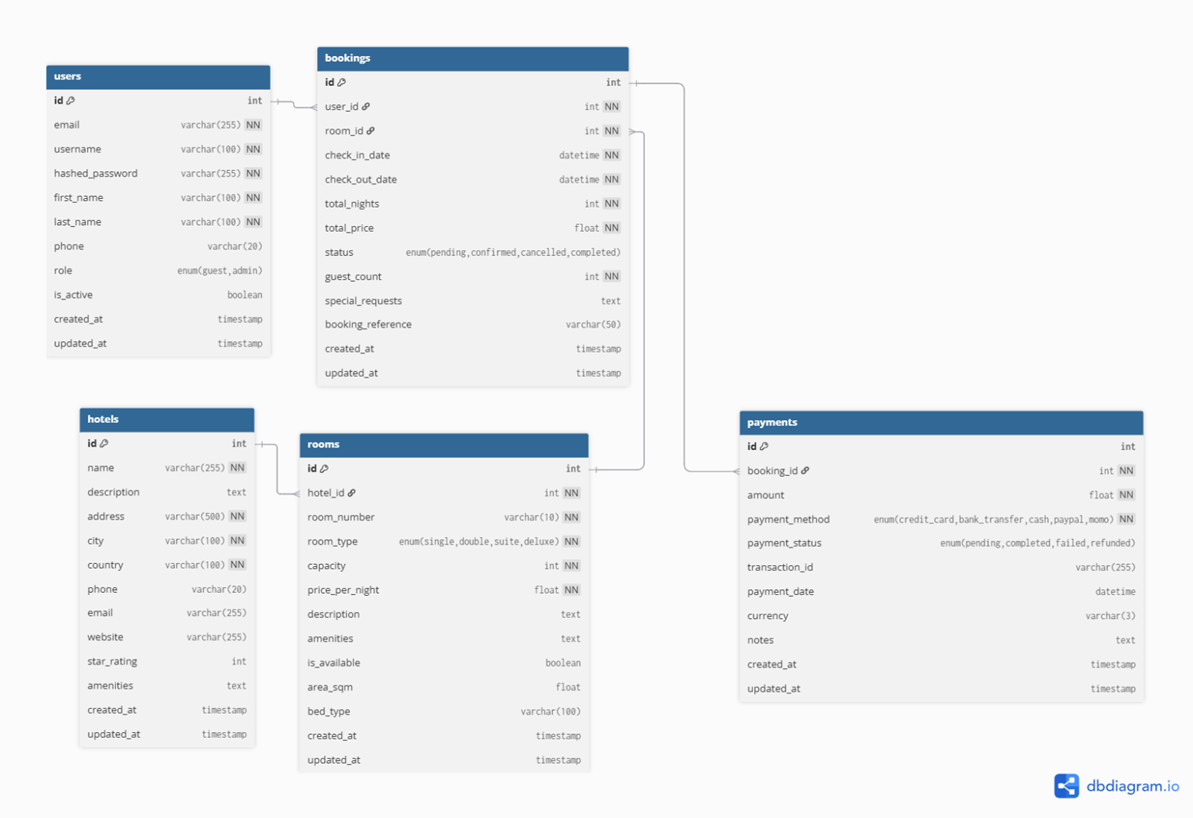 users
id int
email varchar(255) NN
username varchar(100) NN
hashed_password varchar(255) NN
first_name varchar(100) NN
last_name varchar(100) NN
phone varchar(20)
role enum(guest,admin)
is_active boolean
created_at timestamp
updated_at timestamp
bookings
id int
user_id int NN
room_id int NN
check_in_date datetime NN
check_out_date datetime NN
total_nights int NN
total_price float NN
status enum(pending,confirmed,cancelled,completed)
guest_count int NN
special_requests text
booking_reference varchar(50)
created_at timestamp
updated_at timestamp
hotels
id int
name varchar(255) NN
description text
address varchar(500) NN
city varchar(100) NN
country varchar(100) NN
phone varchar(20)
email varchar(255)
website varchar(255)
star_rating int
amenities text
created_at timestamp
updated_at timestamp
rooms
id int
hotel_id int NN
room_number varchar(10) NN
room_type enum(single,double,suite,deluxe) NN
capacity int NN
price_per_night float NN
description text
amenities text
is_available boolean
area_sqm float
bed_type varchar(100)
created_at timestamp
updated_at timestamp
payments
id int
booking_id int NN
amount float NN
payment_method enum(credit_card,bank_transfer,cash,paypal,momo) NN
payment_status enum(pending,completed,failed,refunded)
transaction_id varchar(255)
payment_date datetime
currency varchar(3)
notes text
created_at timestamp
updated_at timestamp
dbdiagram.io